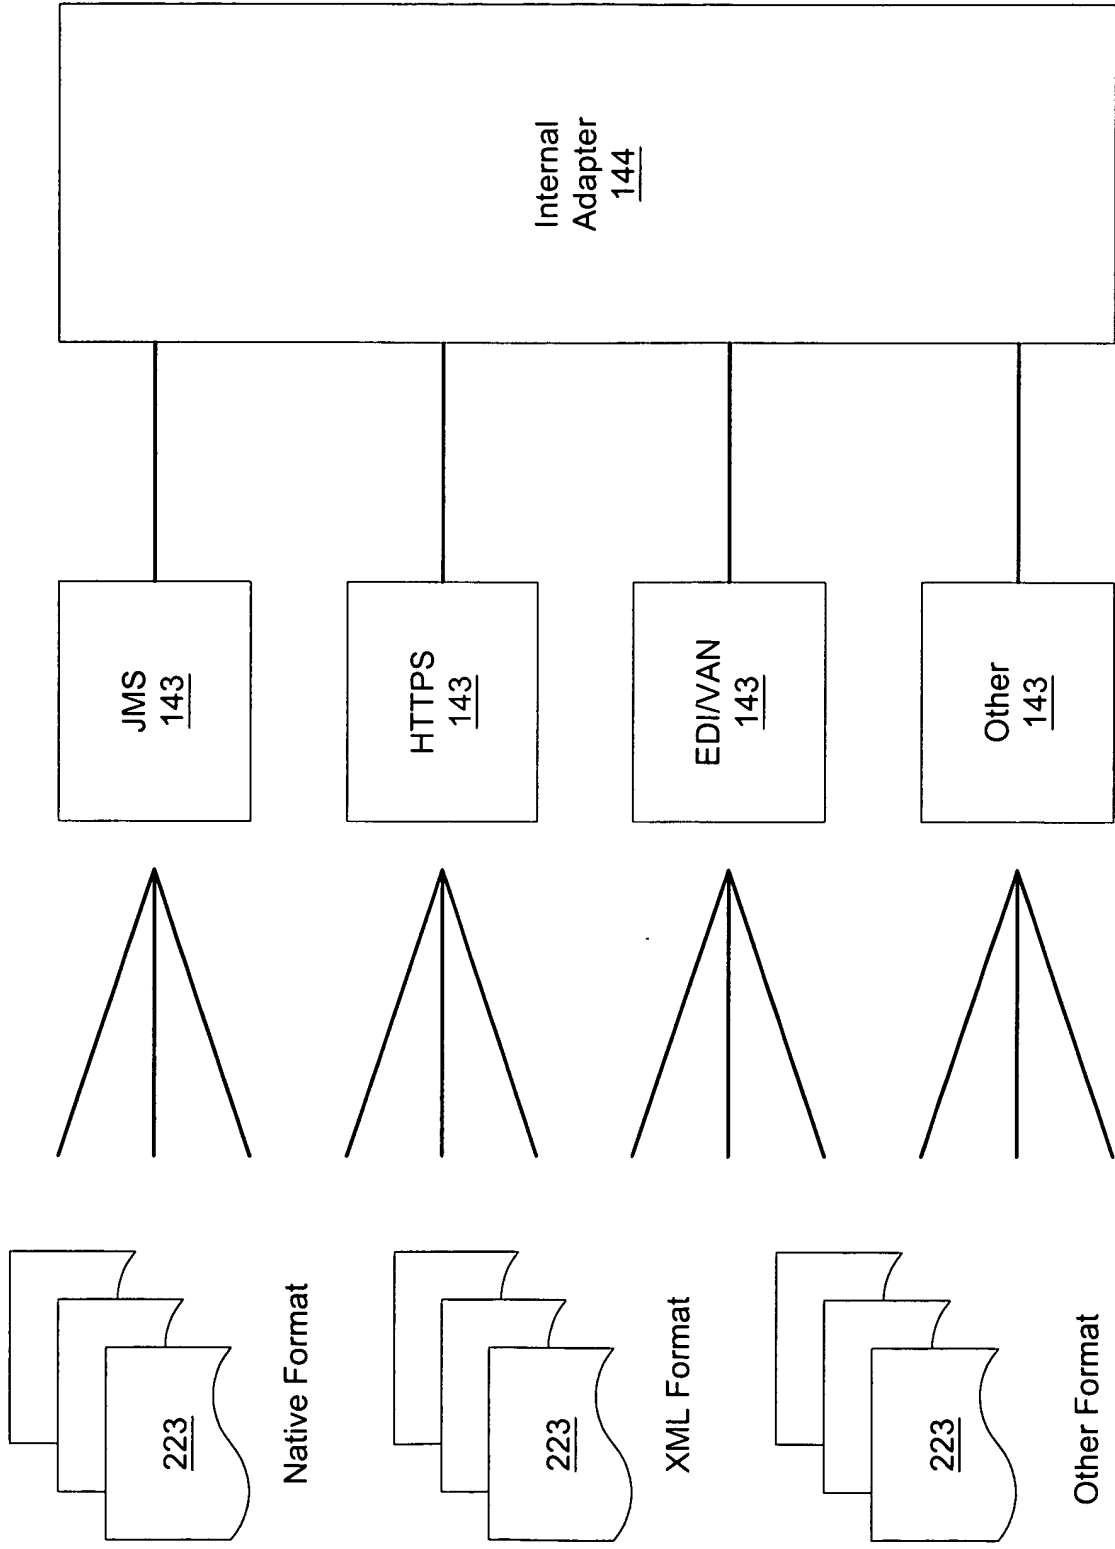 223
Native Format
223
XML Format
223
Other Format
JMS
143
HTTPS
143
EDI/VAN
143
Other
143
Internal
Adapter
144